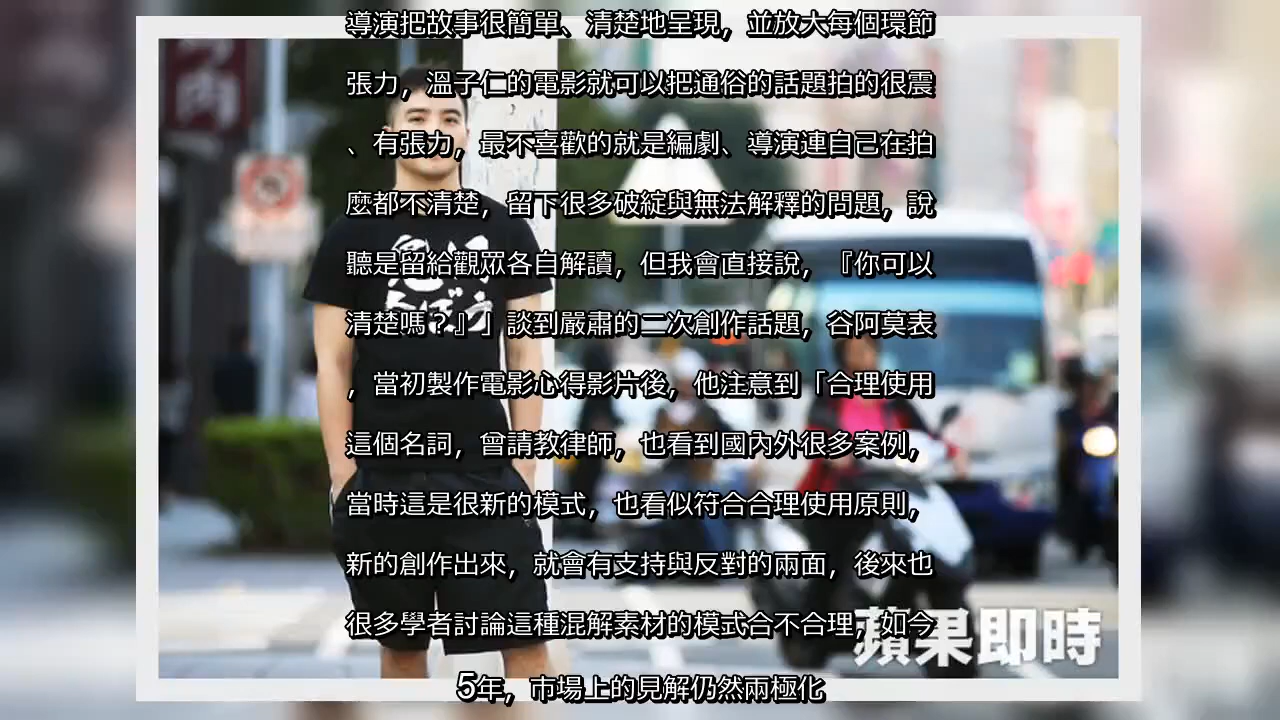 導演把故事很簡單、清楚地呈現，並放大每個環節
張力，溫子仁的電影就可以把通俗的話題拍的很震
、有張力，最不喜歡的就是編劇、導演連自己在拍
麼都不清楚，留下很多破綻與無法解釋的問題，說
聽是留給觀眾各自解讀，但我會直接說，『你可以
清楚嗎？』」談到嚴肅的二次創作話題，谷阿莫表
，當初製作電影心得影片後，他注意到「合理使用
這個名詞，曾請教律師，也看到國內外很多案例，
當時這是很新的模式，也看似符合合理使用原則，
新的創作出來，就會有支持與反對的兩面，後來也
很多學者討論這種混解素材的模式合不合理，如今
5年，市場上的見解仍然兩極化
蘋果即時